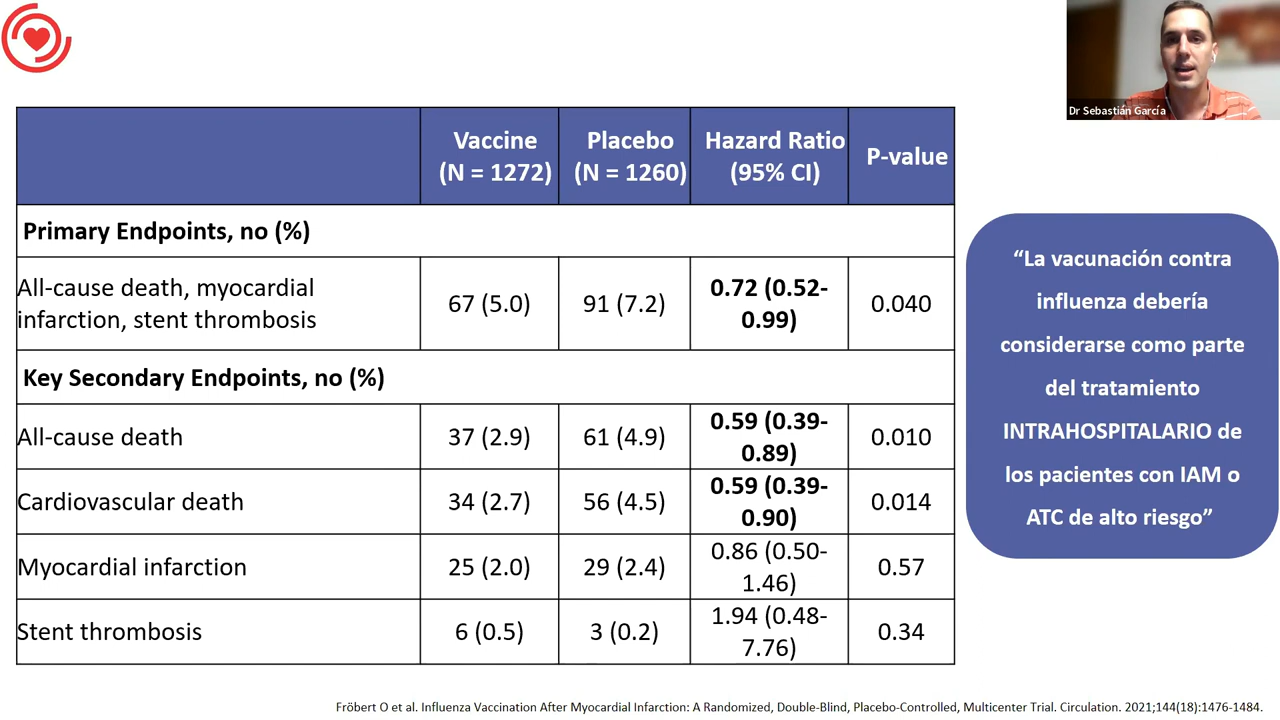 Dr Sebastián García
Vaccine
(N = 1272)
Placebo
(N = 1260)
Hazard Ratio
(95% CI)
P-value
Primary Endpoints, no (%)
All-cause death, myocardial
infarction, stent thrombosis
67 (5.0)
91 (7.2)
0.72 (0.52-
0.99)
0.040
Key Secondary Endpoints, no (%)
All-cause death
37 (2.9)
61 (4.9)
0.59 (0.39-
0.89)
0.010
Cardiovascular death
34 (2.7)
56 (4.5)
0.59 (0.39-
0.90)
0.014
Myocardial infarction
25 (2.0)
29 (2.4)
0.86 (0.50-
1.46)
0.57
Stent thrombosis
6 (0.5)
3 (0.2)
1.94 (0.48-
7.76)
0.34
“La vacunación contra
influenza debería
considerarse como parte
del tratamiento
INTRAHOSPITALARIO de
los pacientes con IAM o
ATC de alto riesgo”
Fröbert O et al. Influenza Vaccination After Myocardial Infarction: A Randomized, Double-Blind, Placebo-Controlled, Multicenter Trial. Circulation. 2021;144(18):1476-1484.